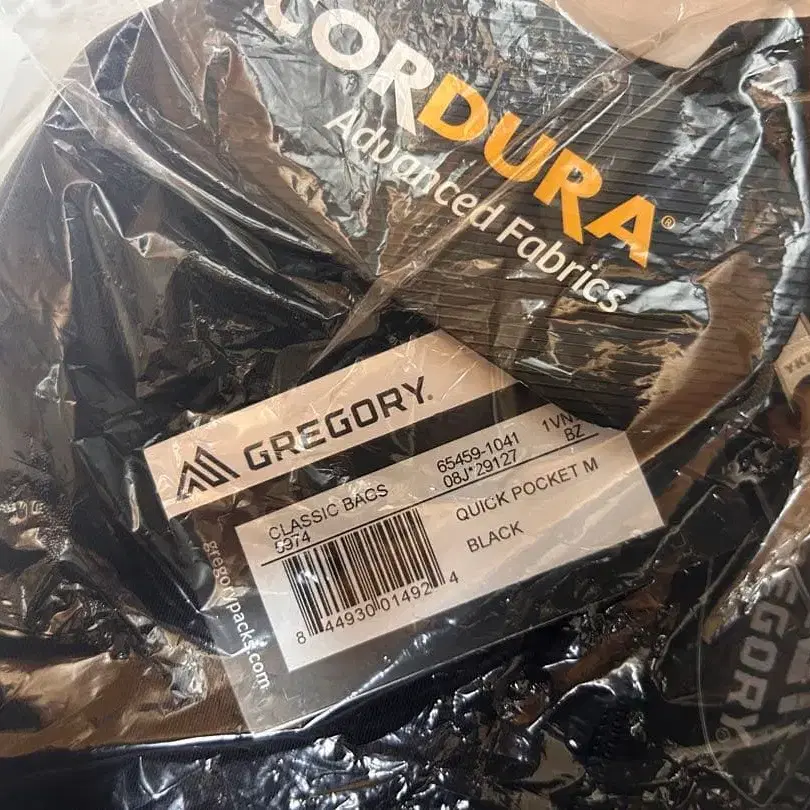 CORDURA®
Advanced Fabrics
GREGORY®
65459-1041 1VN
08J*29127 BZ
CLASSIC BAGS
5974
QUICK POCKET M
BLACK
8 44930 01492 4
gregorypacks.com
EGORY